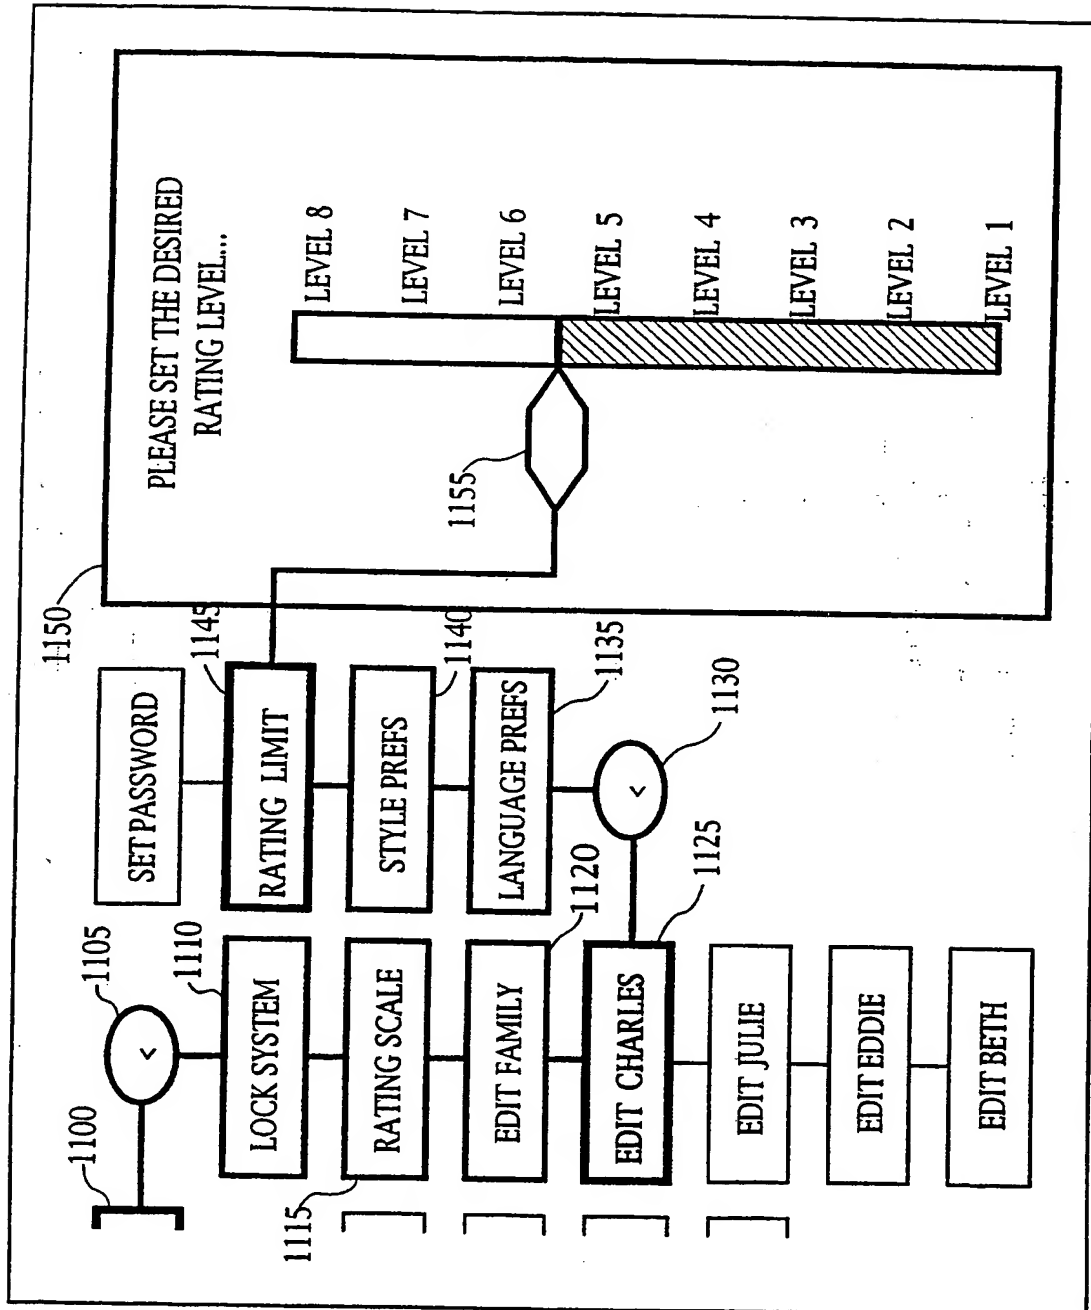 1100
1105
1110
LOCK SYSTEM
1115
RATING SCALE
EDIT FAMILY
1120
EDIT CHARLES
1125
EDIT JULIE
EDIT EDDIE
EDIT BETH
SET PASSWORD
RATING LIMIT
1145
STYLE PREFS
1140
LANGUAGE PREFS
1135
<
1130
<
1150
PLEASE SET THE DESIRED
RATING LEVEL...
1155
LEVEL 8
LEVEL 7
LEVEL 6
LEVEL 5
LEVEL 4
LEVEL 3
LEVEL 2
LEVEL 1